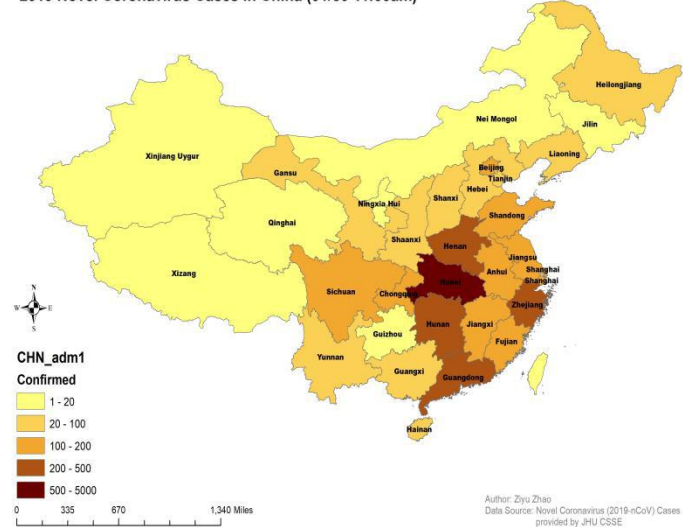 Heilongjiang
Nei Mongol
Jilin
Xinjiang Uygur
Liaoning
Gansu
Beijing
Tianjin
Hebei
Shanxi
Ningxia Hui
Shandong
Qinghai
Shaanxi
Henan
Jiangsu
Xizang
Shanghai
Anhui
Shanghai
Hubei
Sichuan
Chongqing
Zhejiang
W
N
E
S
Hunan
Jiangxi
Guizhou
Fujian
CHN_adm1
Yunnan
Guangxi
Guangdong
Confirmed
1 - 20
20 - 100
Hainan
100 - 200
200 - 500
500 - 5000
0 335 670 1,340 Miles
Author: Ziyu Zhao
Data Source: Novel Coronavirus (2019-nCoV) Cases
provided by JHU CSSE